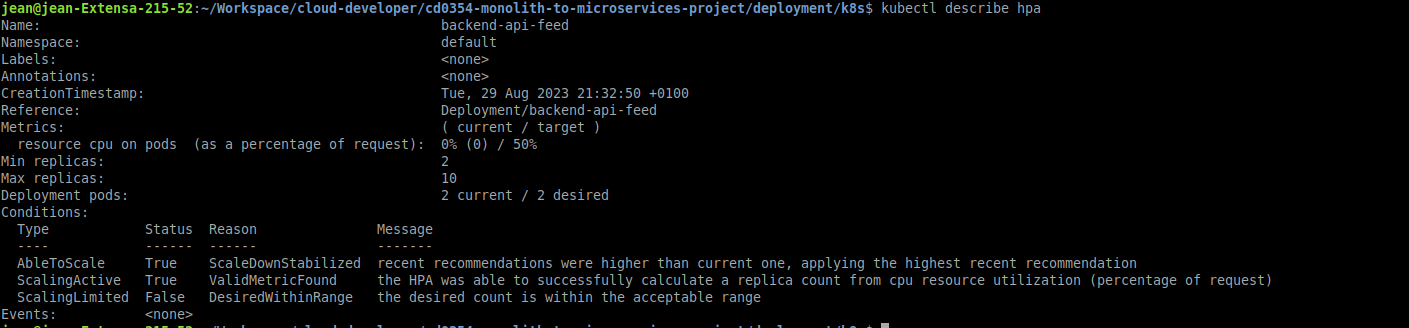 jean@jean-Extensa-215-52:~/Workspace/cloud-developer/cd0354-monolith-to-microservices-project/deployment/k8s$ kubectl describe hpa
Name:                                                  backend-api-feed
Namespace:                                             default
Labels:                                                <none>
Annotations:                                           <none>
CreationTimestamp:                                     Tue, 29 Aug 2023 21:32:50 +0100
Reference:                                             Deployment/backend-api-feed
Metrics:                                               ( current / target )
  resource cpu on pods  (as a percentage of request):  0% (0) / 50%
Min replicas:                                          2
Max replicas:                                          10
Deployment pods:                                       2 current / 2 desired
Conditions:
  Type            Status  Reason               Message
  ----            ------  ------               -------
  AbleToScale     True    ScaleDownStabilized  recent recommendations were higher than current one, applying the highest recent recommendation
  ScalingActive   True    ValidMetricFound     the HPA was able to successfully calculate a replica count from cpu resource utilization (percentage of request)
  ScalingLimited  False   DesiredWithinRange   the desired count is within the acceptable range
Events:           <none>